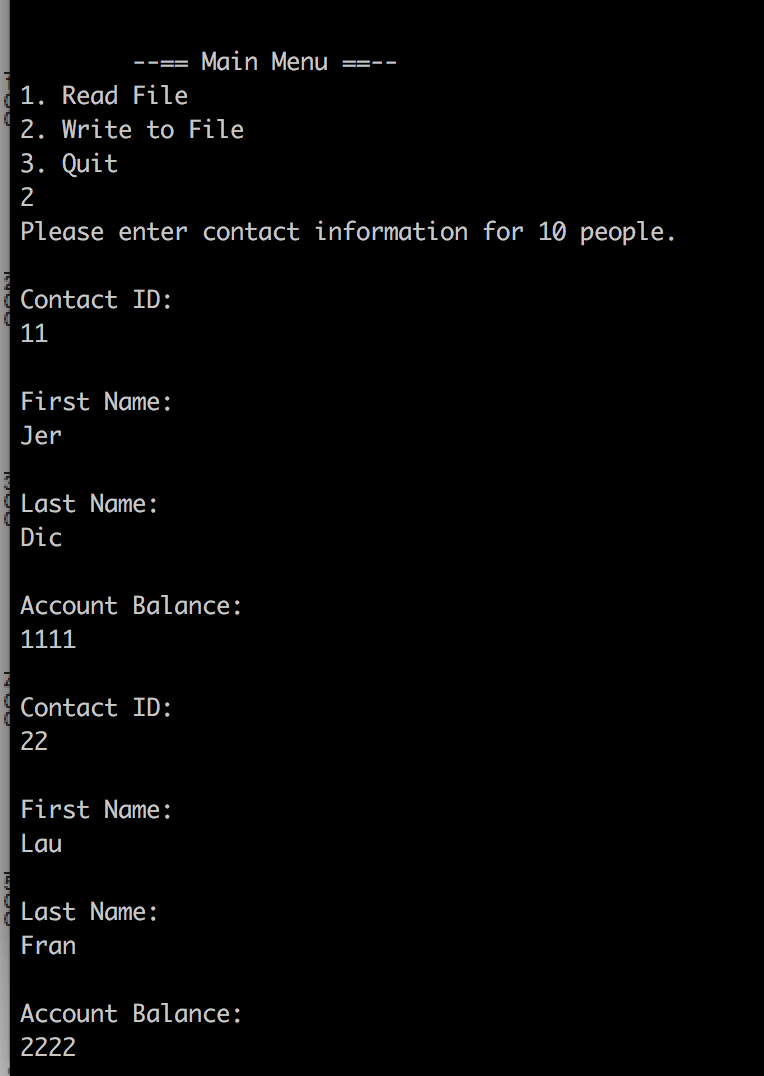 --== Main Menu ==--
1. Read File
2. Write to File
3. Quit
2
Please enter contact information for 10 people.
Contact ID:
11
First Name:
Jer
Last Name:
Dic
Account Balance:
1111
Contact ID:
22
First Name:
Lau
Last Name:
Fran
Account Balance:
2222